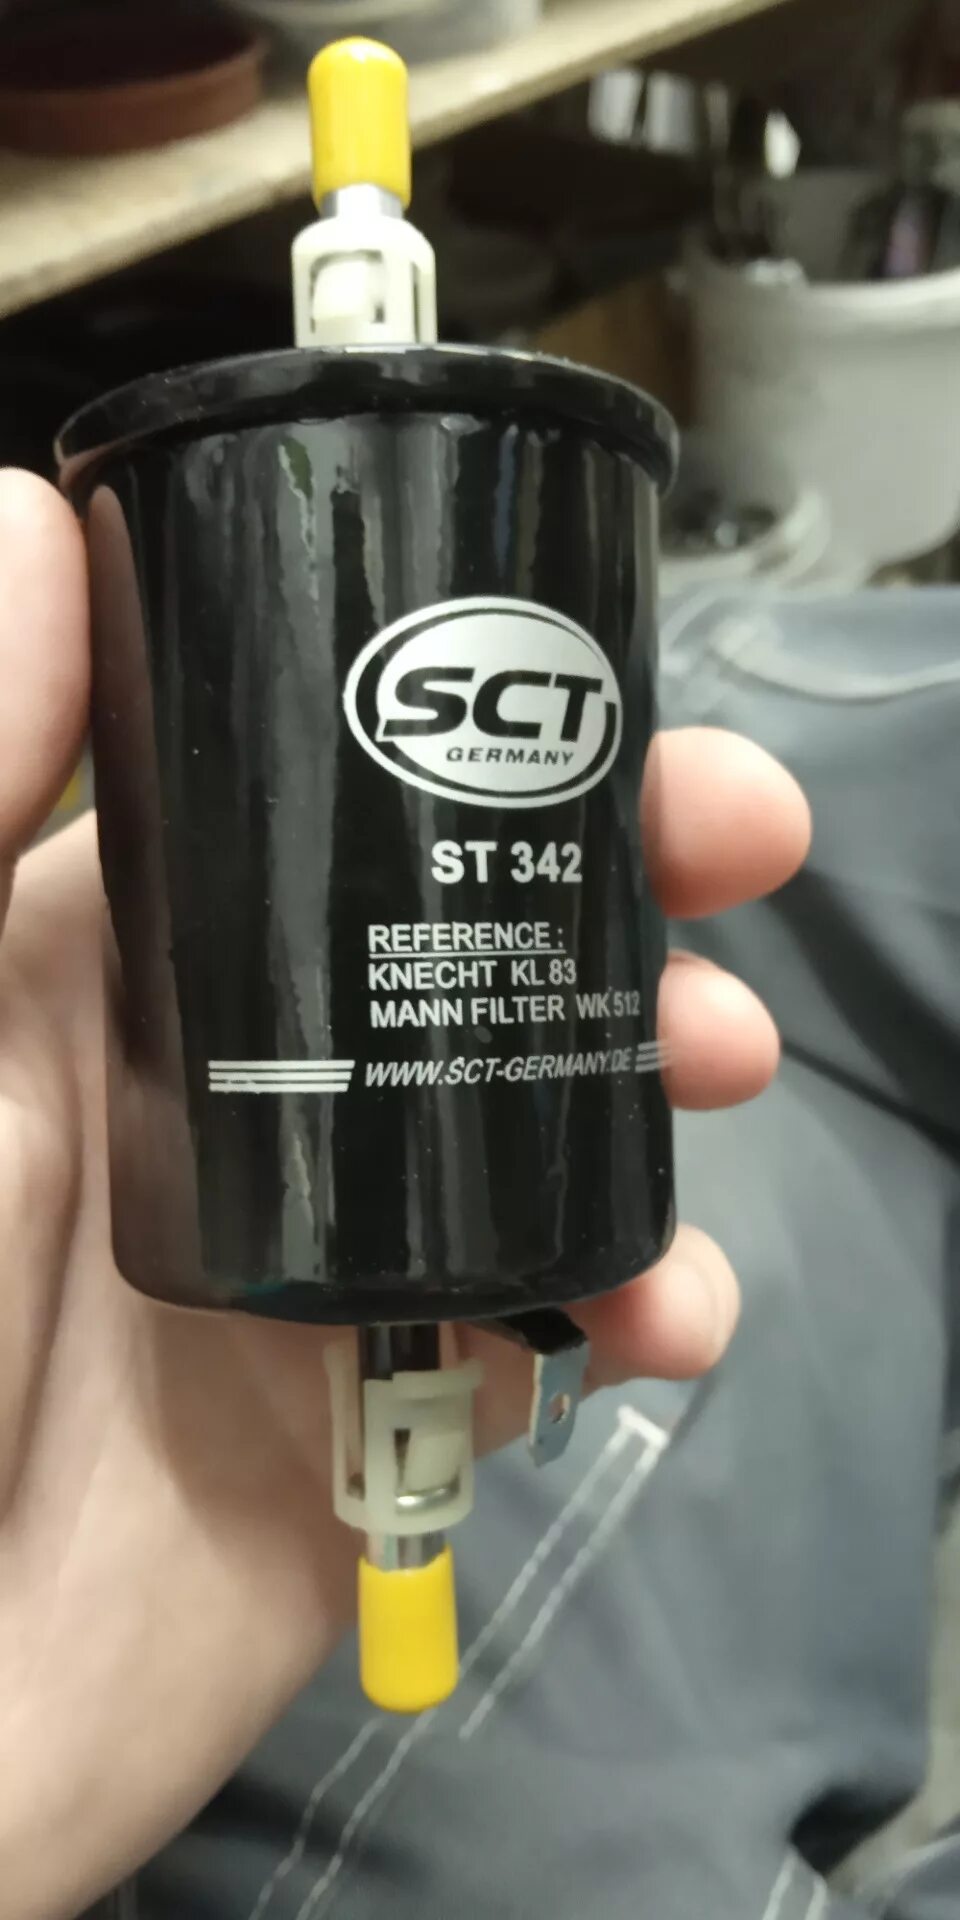 SCT
GERMANY
ST 342
REFERENCE:
KNECHT KL 83
MANN FILTER WK 512
WWW.SCT-GERMANY.DE